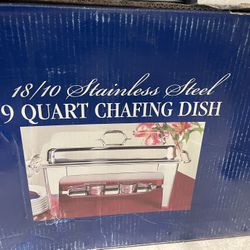 18/10 Stainless Steel
9 QUART CHAFING DISH